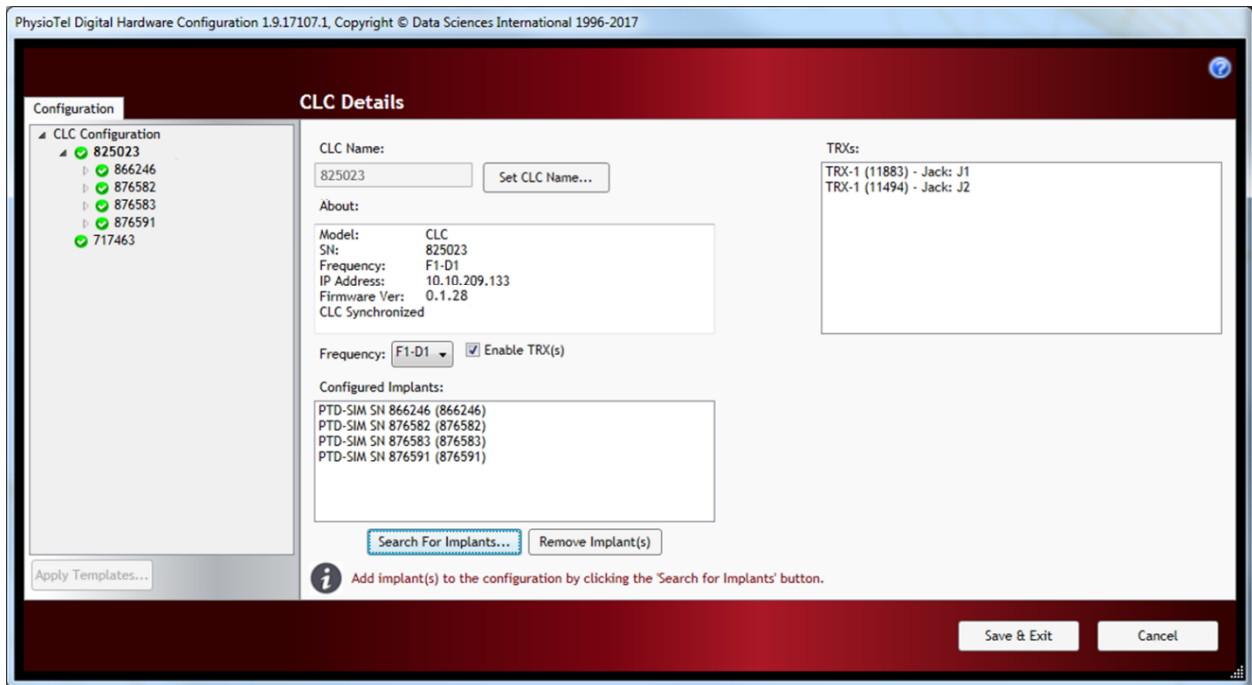 PhysioTel Digital Hardware Configuration 1.9.17107.1, Copyright © Data Sciences International 1996-2017
?
Configuration
CLC Details
CLC Configuration
825023
866246
876582
876583
876591
717463
Apply Templates...
CLC Name:
825023
Set CLC Name...
About:
Model: CLC
SN: 825023
Frequency: F1-D1
IP Address: 10.10.209.133
Firmware Ver: 0.1.28
CLC Synchronized
Frequency: F1-D1 Enable TRX(s)
Configured Implants:
PTD-SIM SN 866246 (866246)
PTD-SIM SN 876582 (876582)
PTD-SIM SN 876583 (876583)
PTD-SIM SN 876591 (876591)
Search For Implants... Remove Implant(s)
i Add implant(s) to the configuration by clicking the 'Search for Implants' button.
TRXs:
TRX-1 (11883) - Jack: J1
TRX-1 (11494) - Jack: J2
Save & Exit Cancel